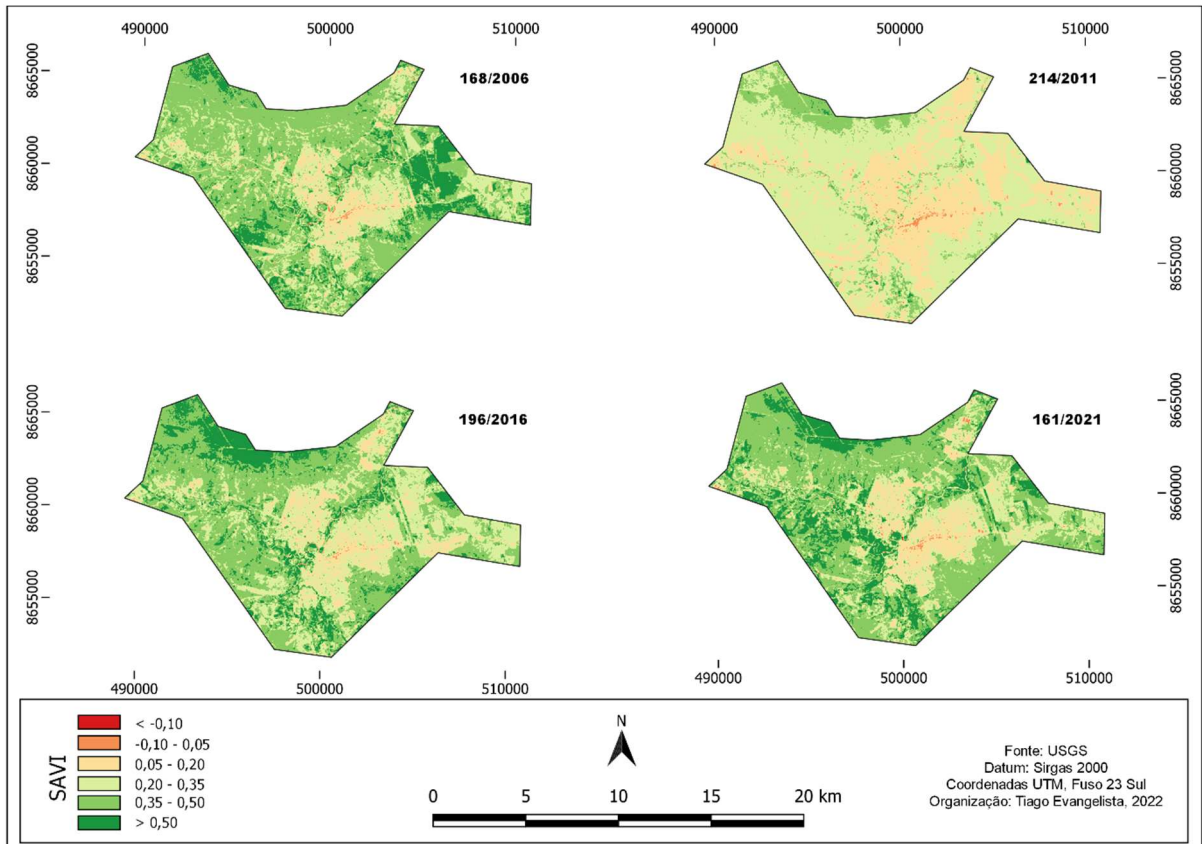 490000 500000 510000
490000 500000 510000
8665000
8660000
8655000
168/2006
214/2011
8665000
8660000
8655000
8665000
8660000
8655000
196/2016
161/2021
8665000
8660000
8655000
490000 500000 510000
490000 500000 510000
SAVI
< -0,10
-0,10 - 0,05
0,05 - 0,20
0,20 - 0,35
0,35 - 0,50
> 0,50
N
0 5 10 15 20 km
Fonte: USGS
Datum: Sirgas 2000
Coordenadas UTM, Fuso 23 Sul
Organização: Tiago Evangelista, 2022